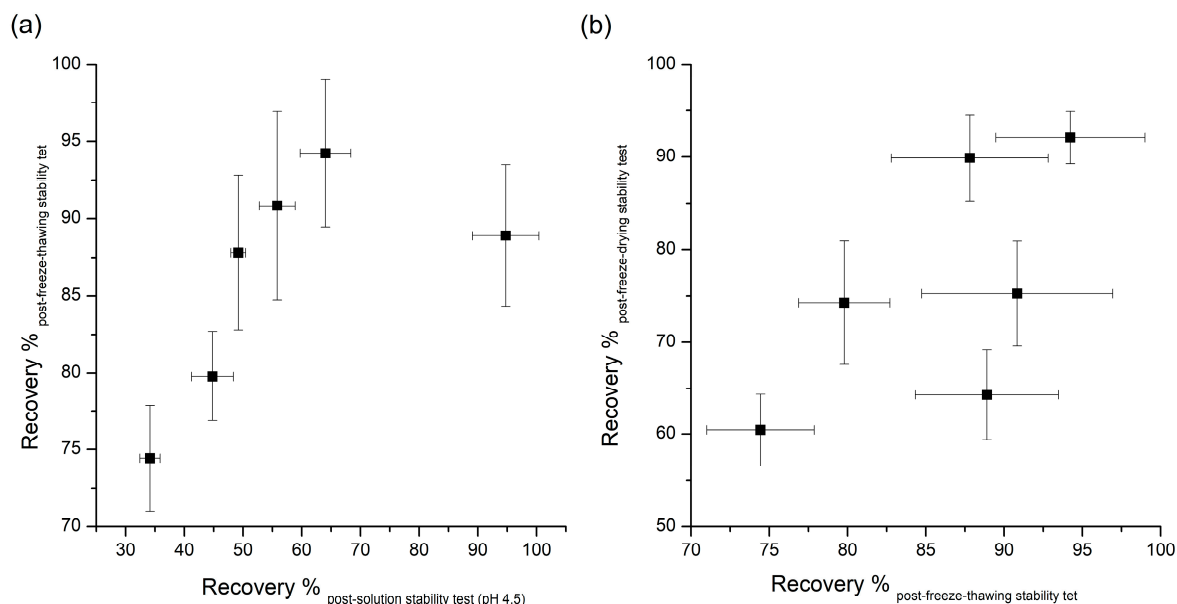 (a)
(b)
100
95
90
85
80
75
70
Recovery % post-freeze-thawing stability tet
30 40 50 60 70 80 90 100
Recovery % post-solution stability test (pH 4.5)
100
90
80
70
60
50
Recovery % post-freeze-drying stability test
70 75 80 85 90 95 100
Recovery % post-freeze-thawing stability tet